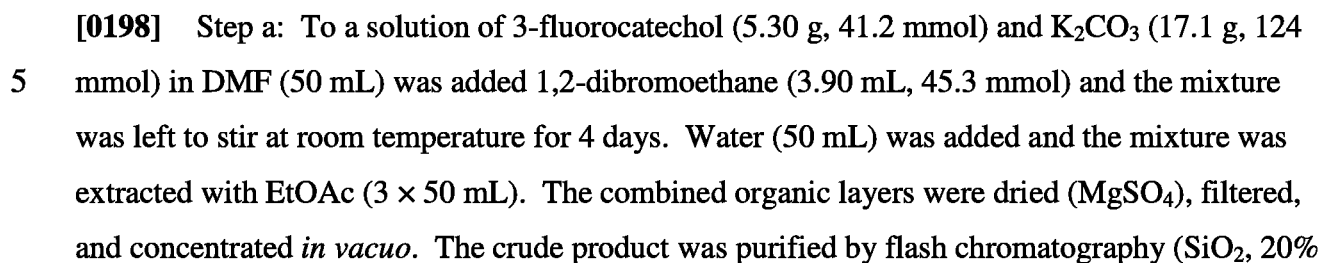 [0198] Step a: To a solution of 3-fluorocatechol (5.30 g, 41.2 mmol) and K₂CO₃ (17.1 g, 124
5 mmol) in DMF (50 mL) was added 1,2-dibromoethane (3.90 mL, 45.3 mmol) and the mixture
was left to stir at room temperature for 4 days. Water (50 mL) was added and the mixture was
extracted with EtOAc (3 × 50 mL). The combined organic layers were dried (MgSO₄), filtered,
and concentrated in vacuo. The crude product was purified by flash chromatography (SiO₂, 20%